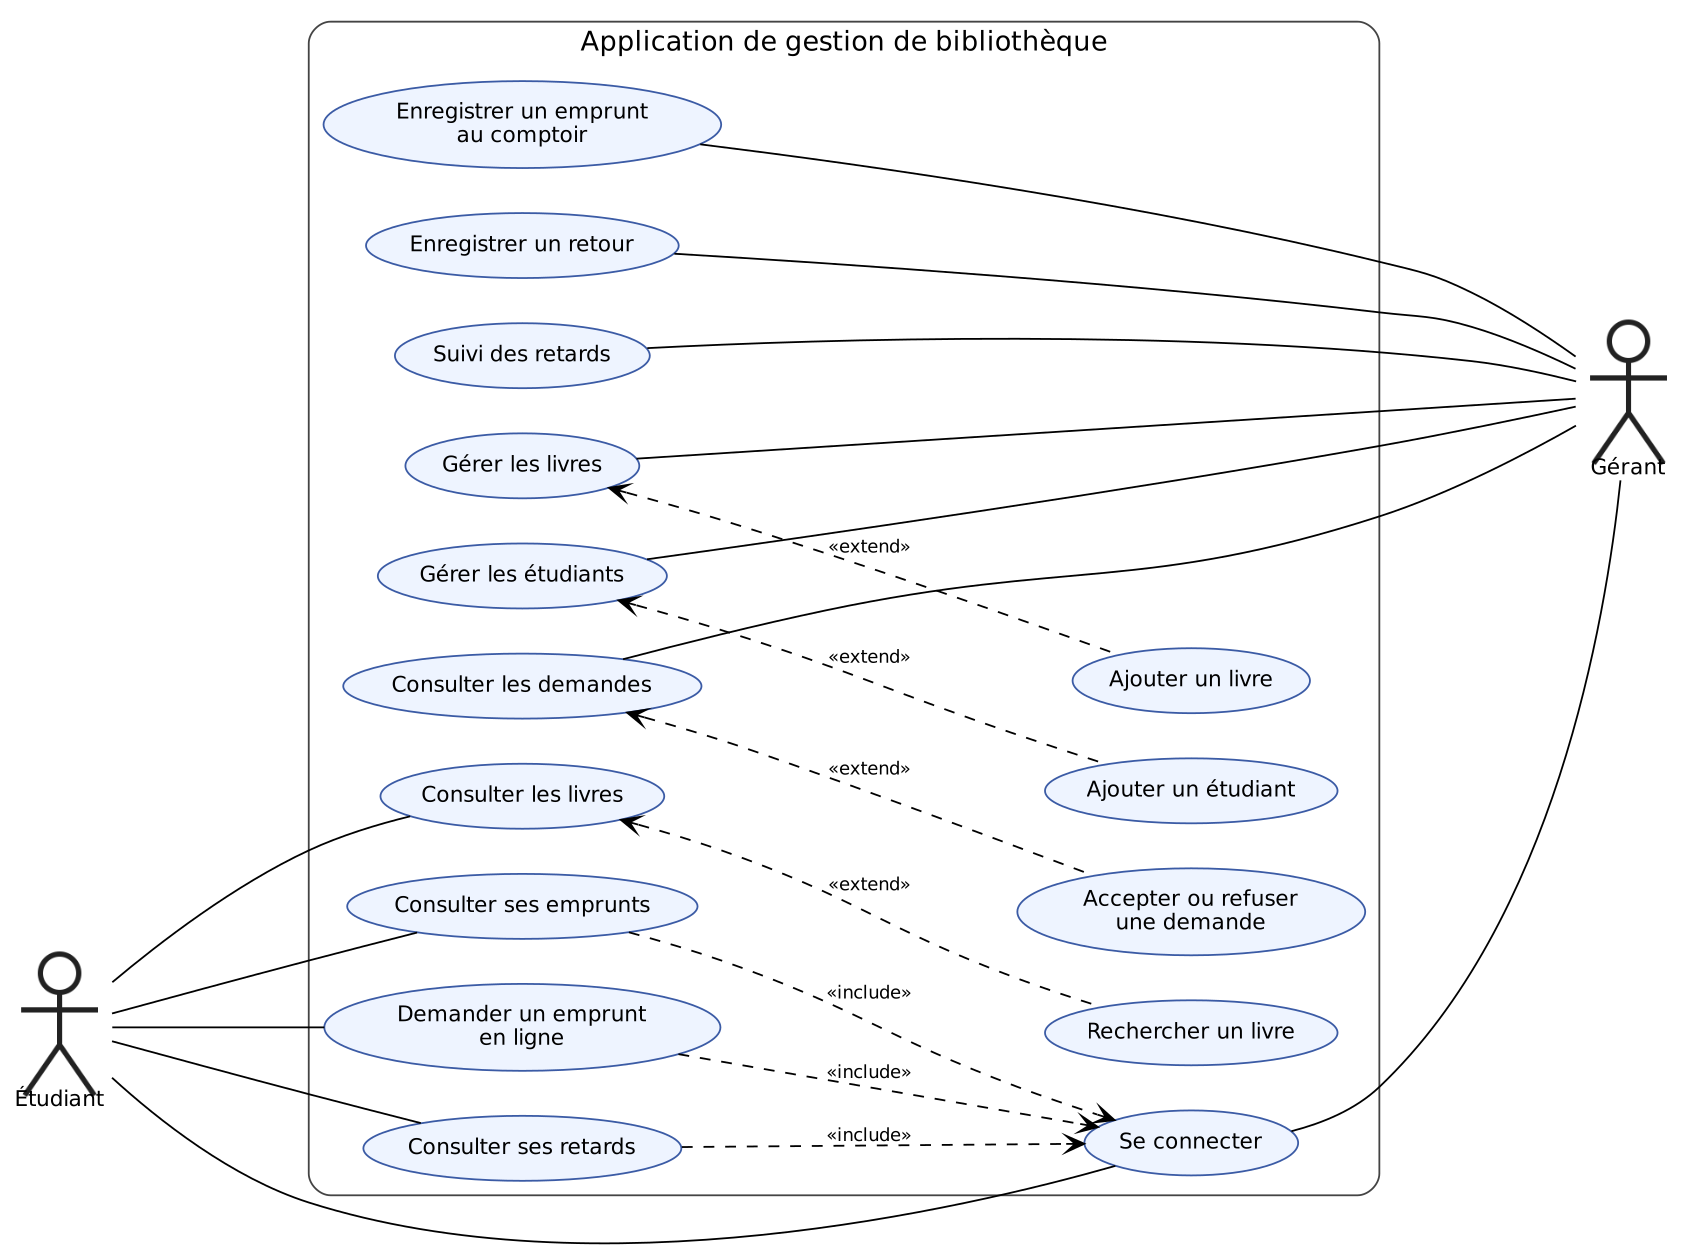 Application de gestion de bibliothèque
Enregistrer un emprunt
au comptoir
Enregistrer un retour
Suivi des retards
Gérer les livres
Gérant
«extend»
Gérer les étudiants
«extend»
Consulter les demandes
Ajouter un livre
«extend»
Ajouter un étudiant
Consulter les livres
«extend»
Accepter ou refuser
une demande
Consulter ses emprunts
«include»
Demander un emprunt
en ligne
Rechercher un livre
«include»
Étudiant
«include»
Consulter ses retards
Se connecter